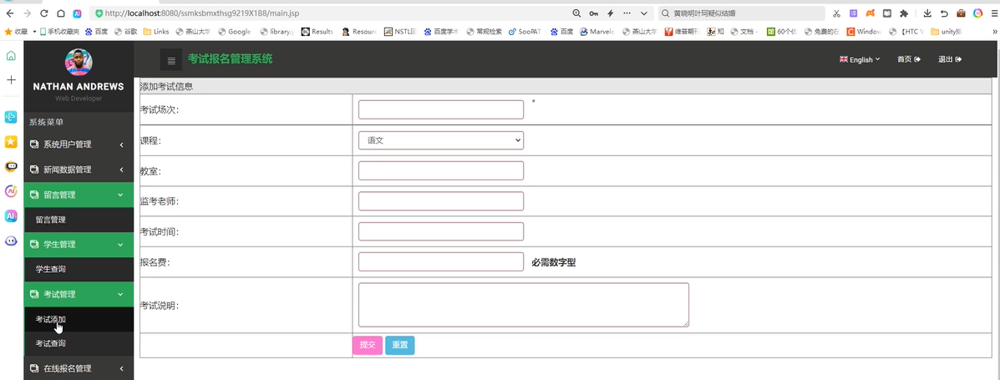 http://localhost:8080/ssmksbmxthsg9219X1B8/main.jsp
黄晓明叶珂疑似结婚
收藏 手机收藏夹 百度 谷歌 Links 燕山大学 Google library. Results Resour NSTL 百度学术 常规检索 SooPAT 百度 Marvel 燕山大学 维普期刊 知 文档 - 60个 免费的在 Window 【HTC V unity插 »
NATHAN ANDREWS
Web Developer
考试报名管理系统
English 首页 退出
系统菜单
系统用户管理
新闻数据管理
留言管理
留言管理
学生管理
学生查询
考试管理
考试添加
考试查询
在线报名管理
添加考试信息
考试场次： *
课程： 语文
教室：
监考老师：
考试时间：
报名费： 必需数字型
考试说明：
提交 重置